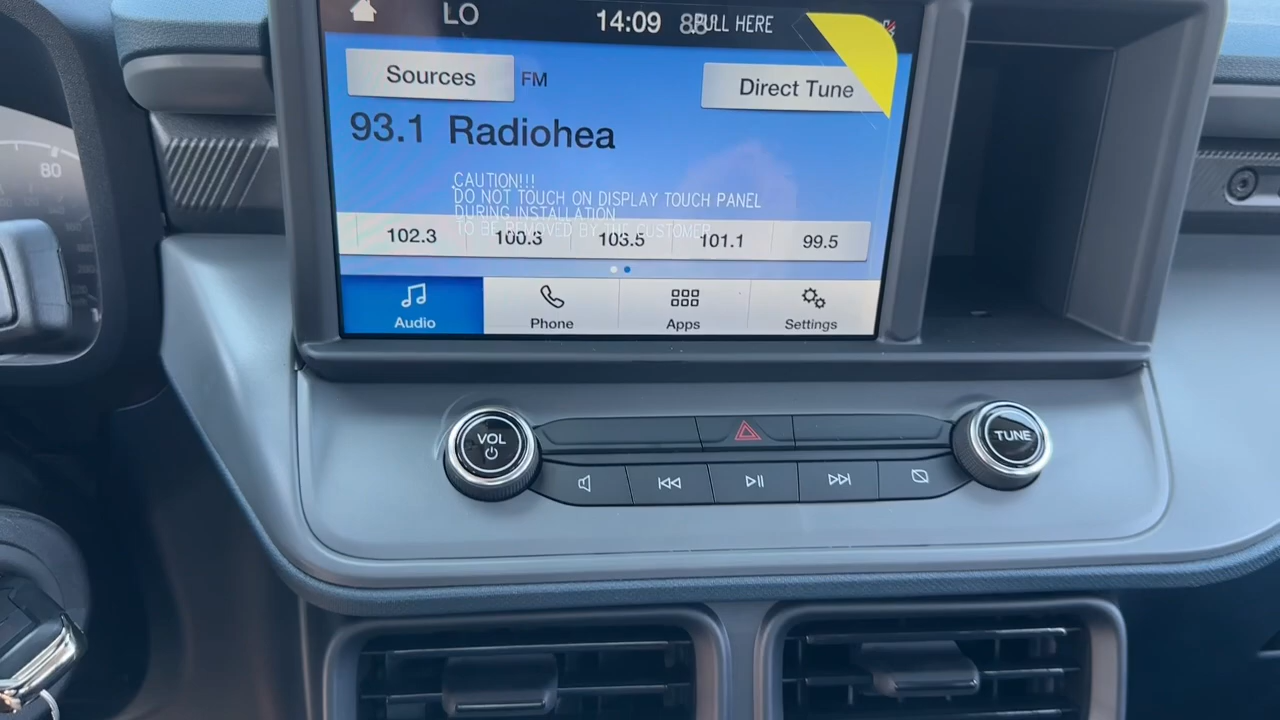 LO 14:09 88° PULL HERE
Sources FM Direct Tune
93.1 Radiohea
CAUTION!!!
DO NOT TOUCH ON DISPLAY TOUCH PANEL
DURING INSTALLATION
TO BE REMOVED BY THE CUSTOMER
102.3 100.3 103.5 101.1 99.5
Audio Phone Apps Settings
80
VOL TUNE